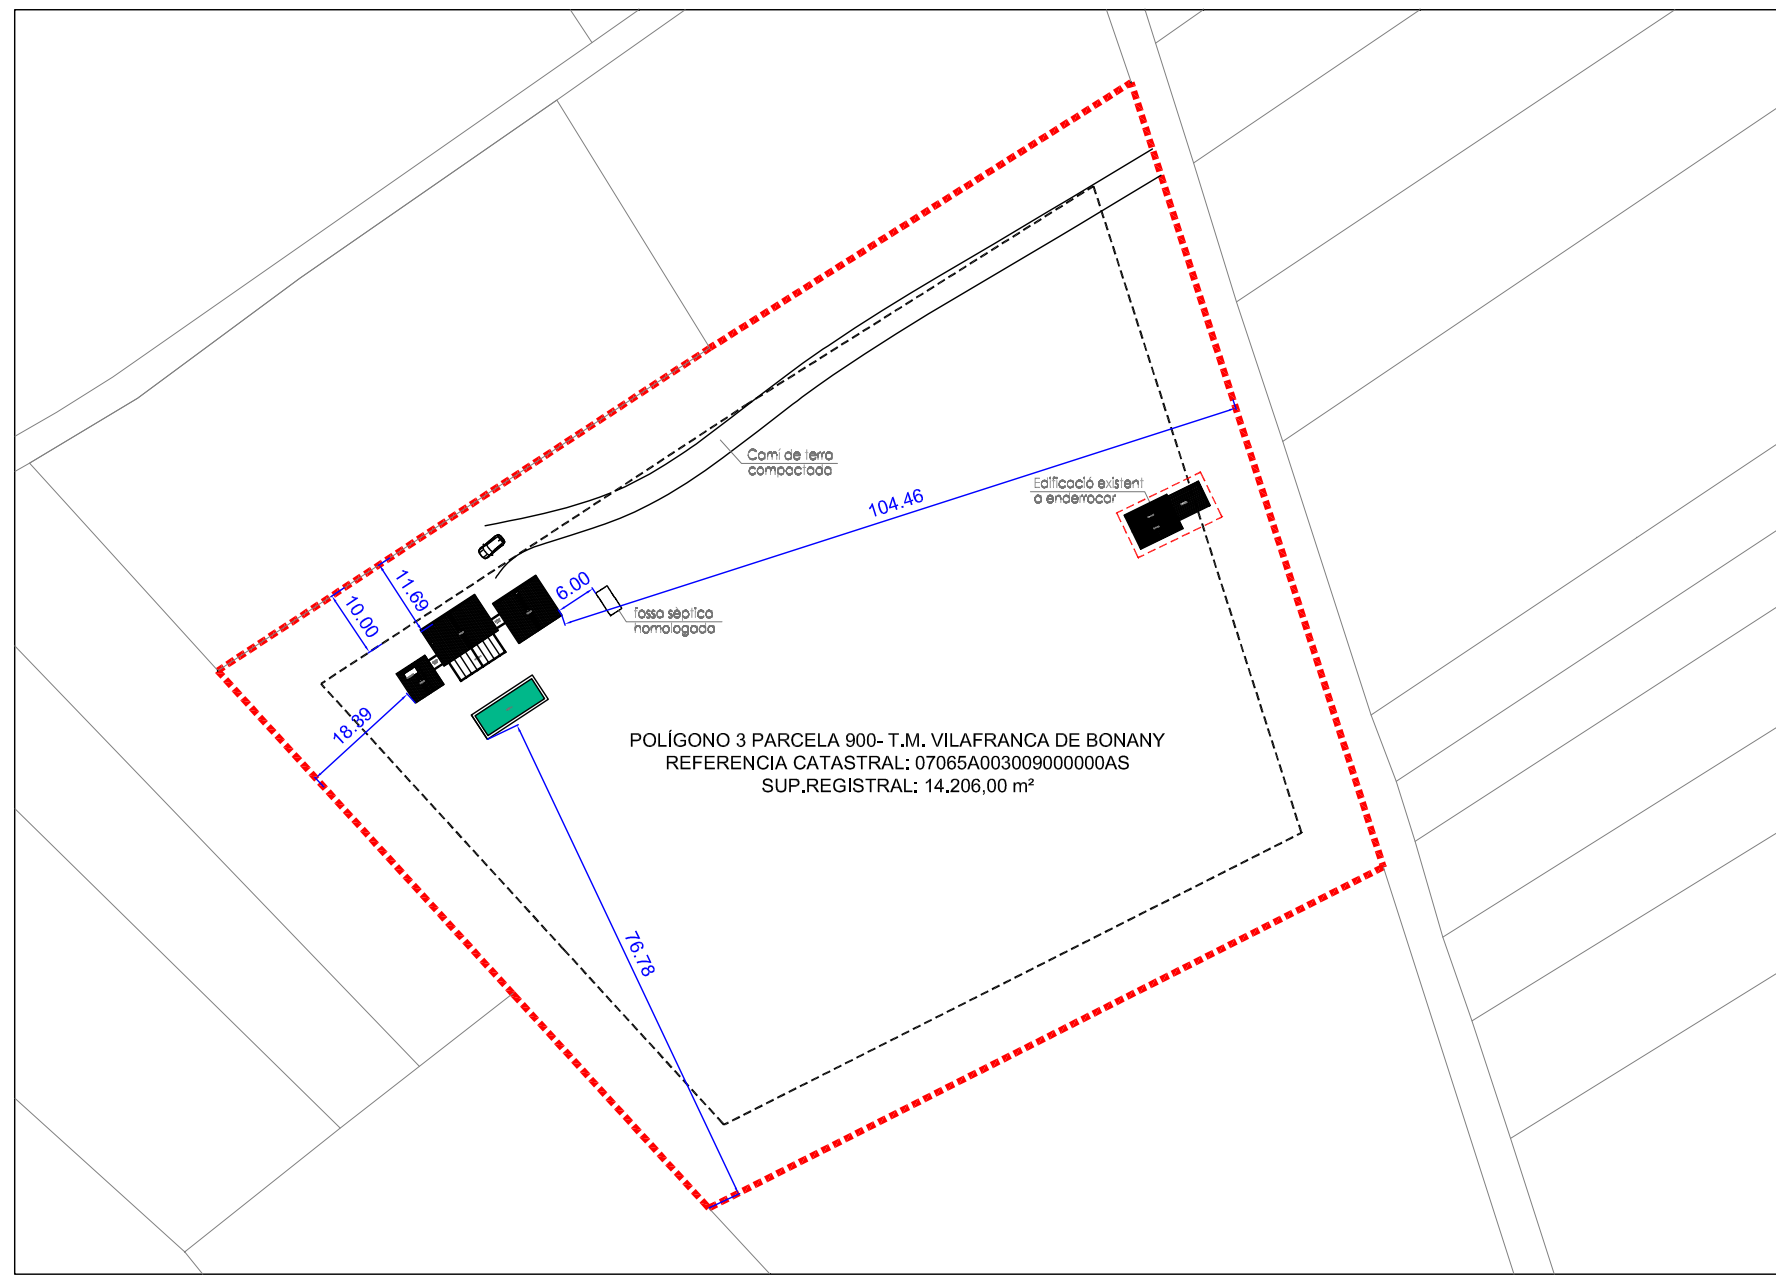 Camí de terra
compactada
104.46
Edificació existent
a enderrocar
11.69
10.00
6.00
fossa sèptica
homologada
18.39
POLÍGONO 3 PARCELA 900- T.M. VILAFRANCA DE BONANY
REFERENCIA CATASTRAL: 07065A003009000000AS
SUP.REGISTRAL: 14.206,00 m²
76.78